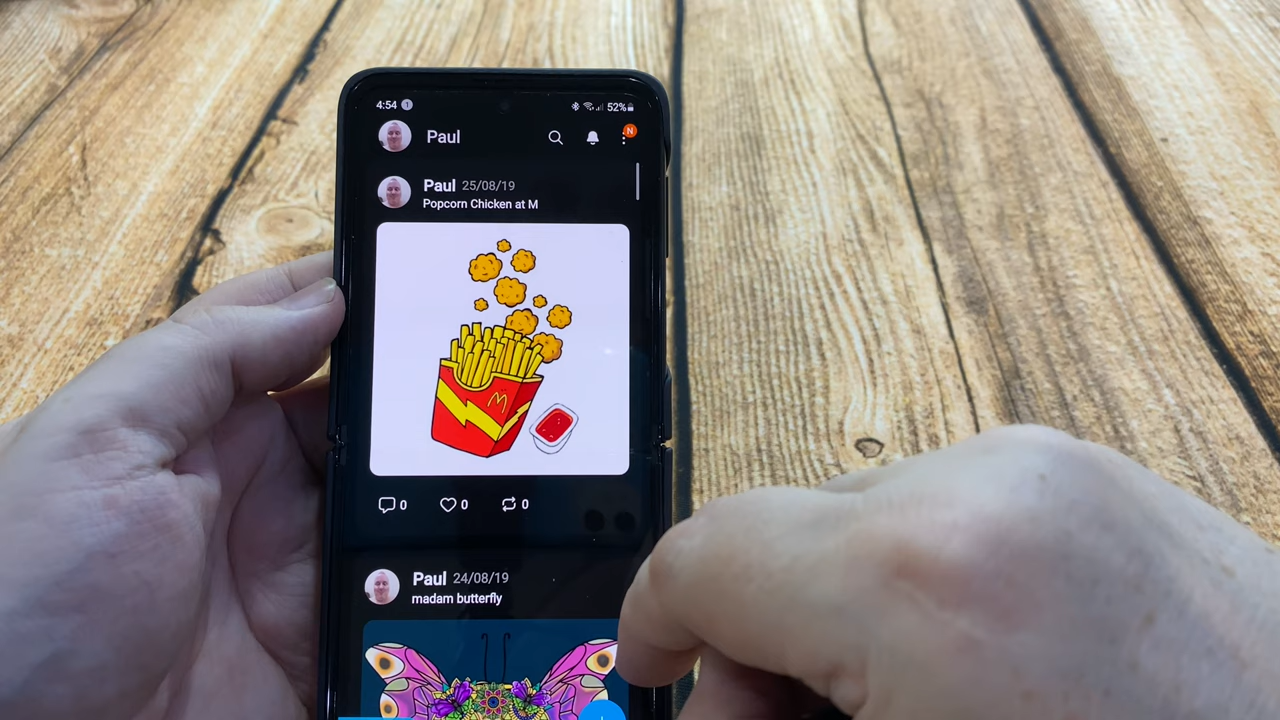 4:54 1 52%
Paul N
Paul 25/08/19
Popcorn Chicken at M
M
0 0 0
Paul 24/08/19
madam butterfly